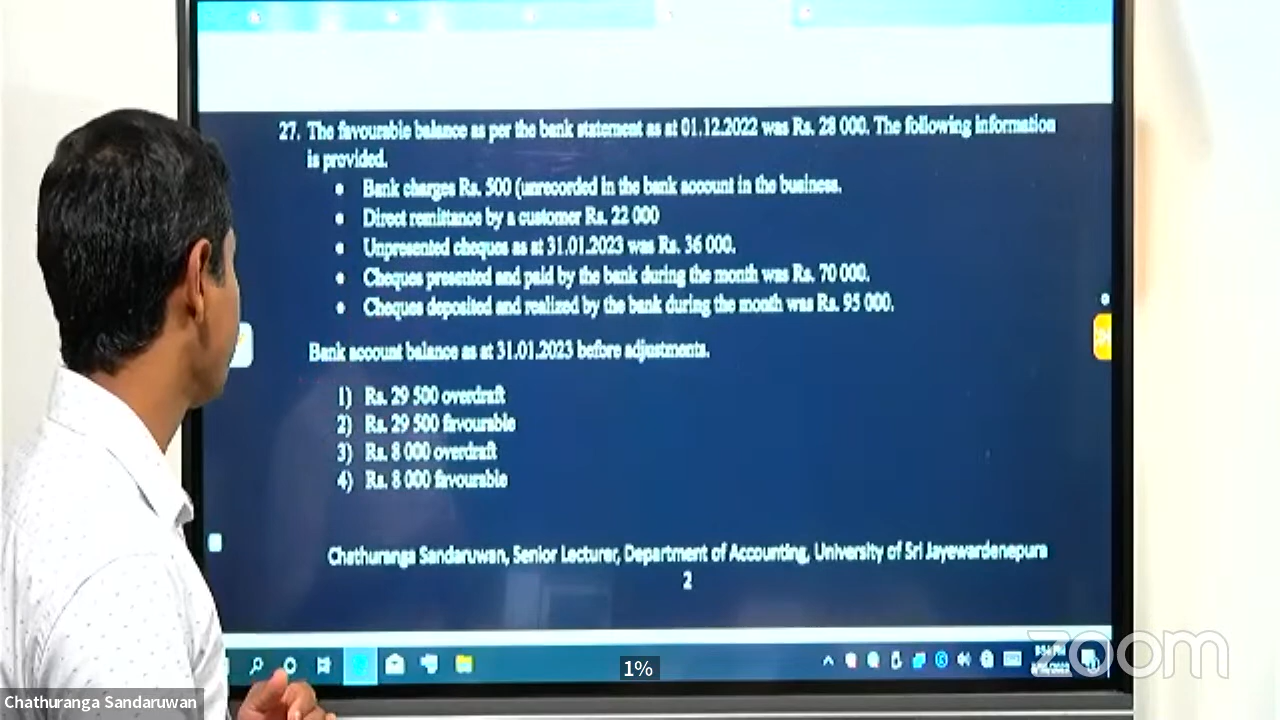 27. The favourable balance as per the bank statement as at 01.12.2022 was Rs. 28 000. The following information
is provided.
• Bank charges Rs. 500 (unrecorded in the bank account in the business.
• Direct remittance by a customer Rs. 22 000
• Unpresented cheques as at 31.01.2023 was Rs. 36 000.
• Cheques presented and paid by the bank during the month was Rs. 70 000.
• Cheques deposited and realized by the bank during the month was Rs. 95 000.
Bank account balance as at 31.01.2023 before adjustments.
1) Rs. 29 500 overdraft
2) Rs. 29 500 favourable
3) Rs. 8 000 overdraft
4) Rs. 8 000 favourable
Chathuranga Sandaruwan, Senior Lecturer, Department of Accounting, University of Sri Jayewardenepura
2
1%
zoom
Chathuranga Sandaruwan